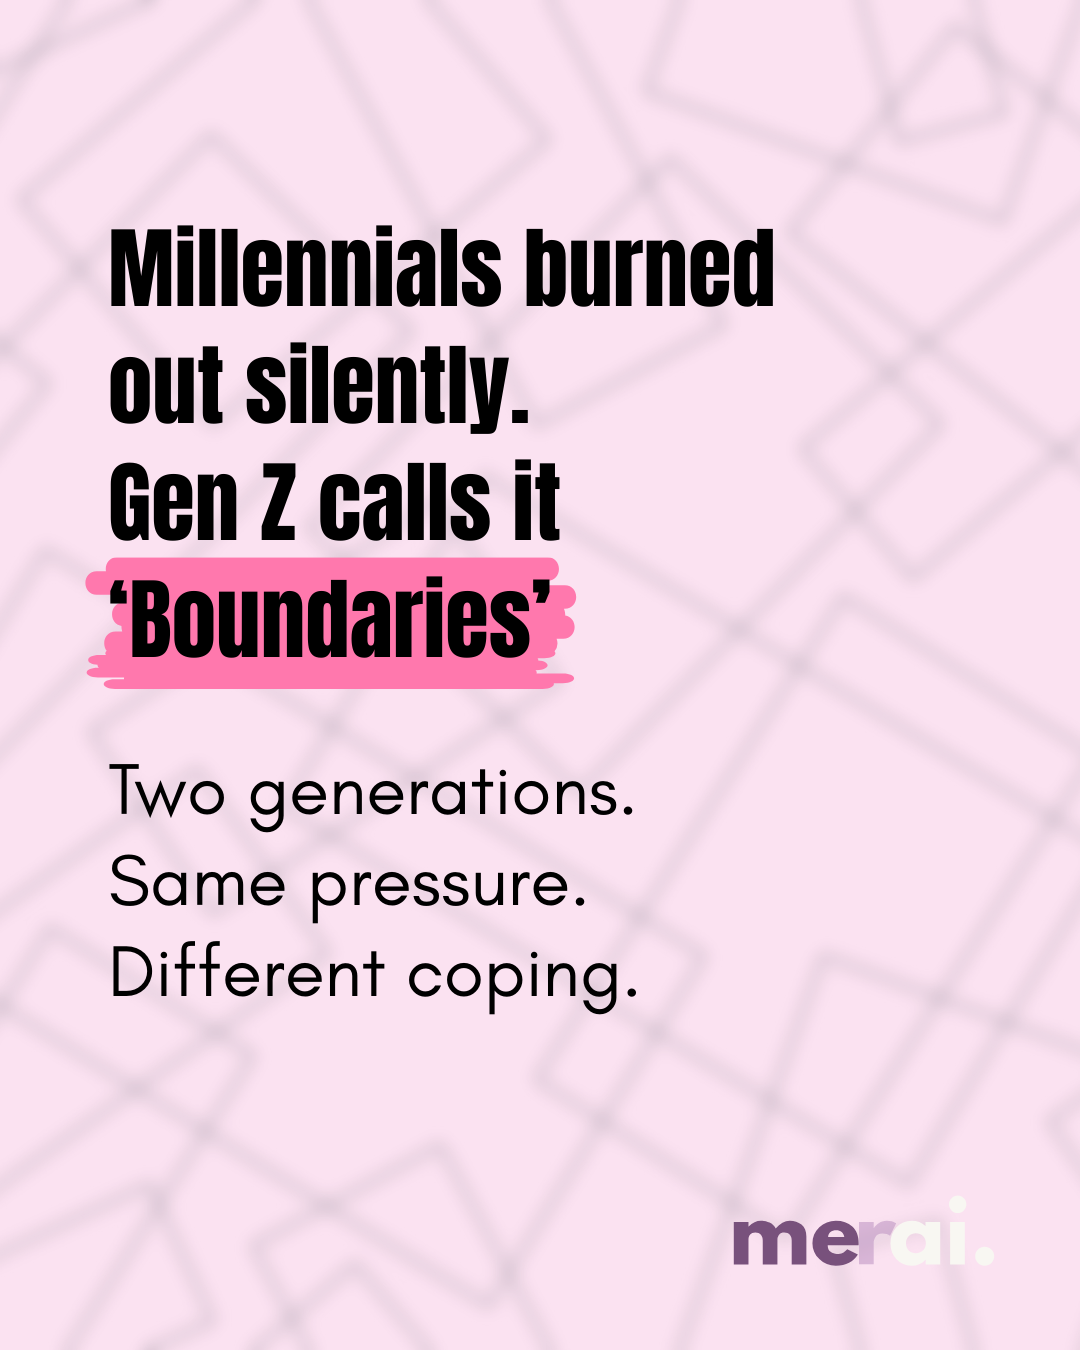 Millennials burned
out silently.
Gen Z calls it
‘Boundaries’
Two generations.
Same pressure.
Different coping.
merai.